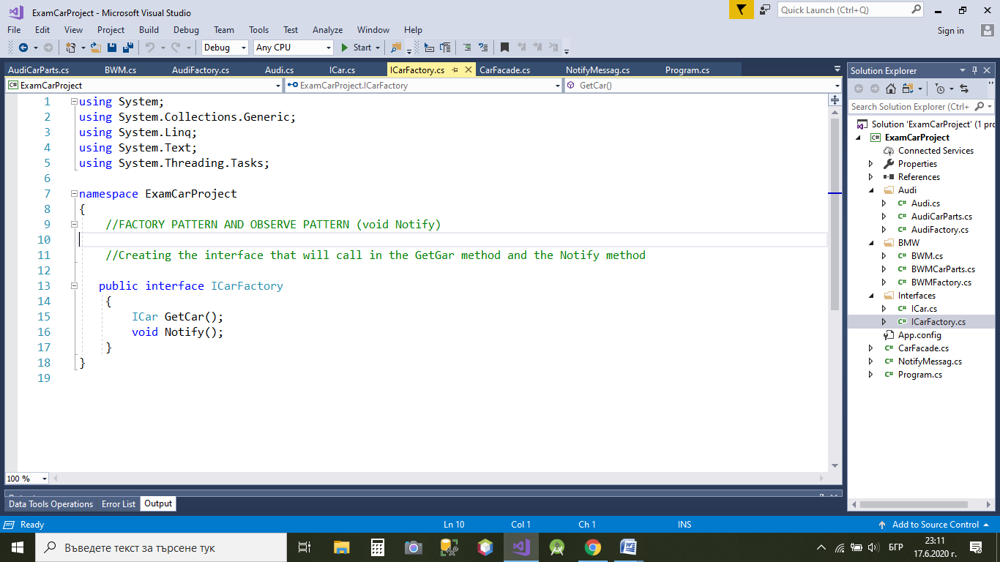 ExamCarProject - Microsoft Visual Studio
Quick Launch (Ctrl+Q)
File Edit View Project Build Debug Team Tools Test Analyze Window Help
Sign in
Debug Any CPU Start
AudiCarParts.cs BWM.cs AudiFactory.cs Audi.cs ICar.cs ICarFactory.cs CarFacade.cs NotifyMessag.cs Program.cs
ExamCarProject ExamCarProject.ICarFactory GetCar()
1 using System;
2 using System.Collections.Generic;
3 using System.Linq;
4 using System.Text;
5 using System.Threading.Tasks;
6
7 namespace ExamCarProject
8 {
9 //FACTORY PATTERN AND OBSERVE PATTERN (void Notify)
10
11 //Creating the interface that will call in the GetGar method and the Notify method
12
13 public interface ICarFactory
14 {
15 ICar GetCar();
16 void Notify();
17 }
18 }
19
100 %
Solution Explorer
Search Solution Explorer (Ctrl+
Solution 'ExamCarProject' (1 pro
C# ExamCarProject
Connected Services
Properties
References
Audi
C# Audi.cs
C# AudiCarParts.cs
C# AudiFactory.cs
BMW
C# BWM.cs
C# BWMCarParts.cs
C# BWMFactory.cs
Interfaces
C# ICar.cs
C# ICarFactory.cs
App.config
C# CarFacade.cs
C# NotifyMessag.cs
C# Program.cs
Data Tools Operations Error List Output
Ready Ln 10 Col 1 Ch 1 INS Add to Source Control
Въведете текст за търсене тук
БГР
23:11
17.6.2020 г.